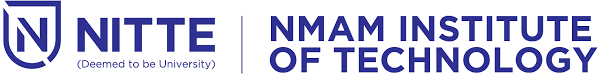 N NITTE
(Deemed to be University)
NMAM INSTITUTE
OF TECHNOLOGY